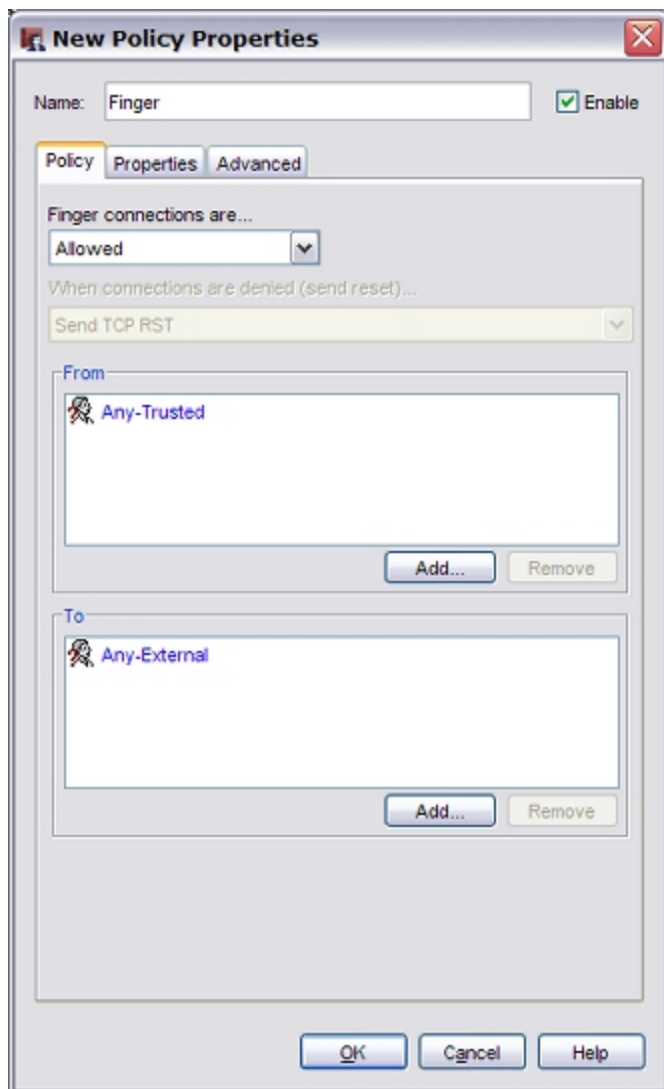 New Policy Properties
Name: Finger Enable
Policy Properties Advanced
Finger connections are...
Allowed
When connections are denied (send reset)...
Send TCP RST
From
Any-Trusted
Add... Remove
To
Any-External
Add... Remove
OK Cancel Help